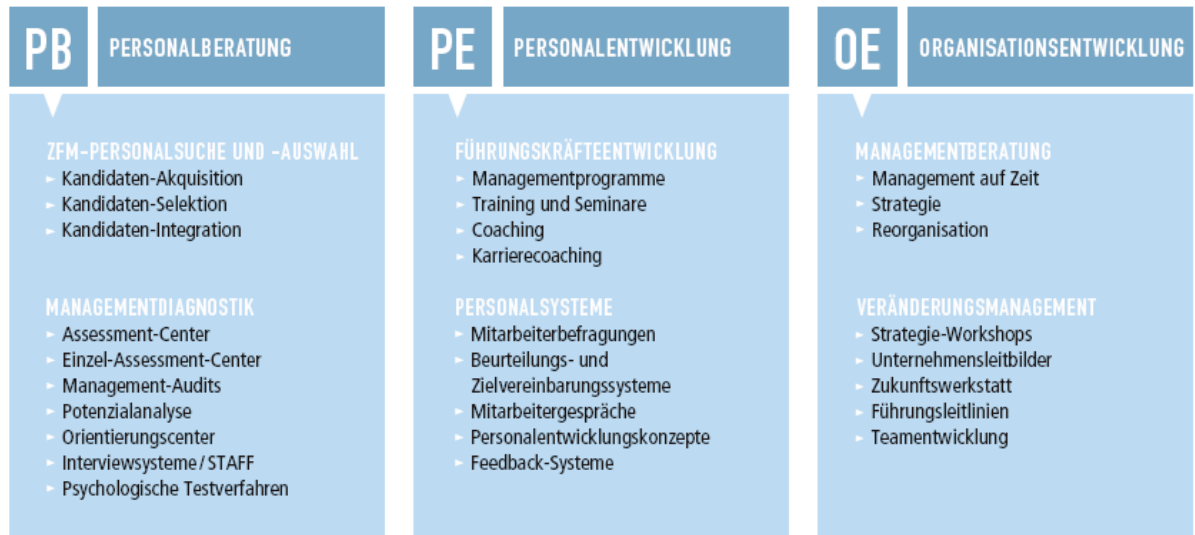 PB PERSONALBERATUNG
ZFM-PERSONALSUCHE UND -AUSWAHL
Kandidaten-Akquisition
Kandidaten-Selektion
Kandidaten-Integration
MANAGEMENTDIAGNOSTIK
Assessment-Center
Einzel-Assessment-Center
Management-Audits
Potenzialanalyse
Orientierungscenter
Interviewsysteme / STAFF
Psychologische Testverfahren
PE PERSONALENTWICKLUNG
FÜHRUNGSKRÄFTEENTWICKLUNG
Managementprogramme
Training und Seminare
Coaching
Karrierecoaching
PERSONALSYSTEME
Mitarbeiterbefragungen
Beurteilungs- und
Zielvereinbarungssysteme
Mitarbeitergespräche
Personalentwicklungskonzepte
Feedback-Systeme
OE ORGANISATIONSENTWICKLUNG
MANAGEMENTBERATUNG
Management auf Zeit
Strategie
Reorganisation
VERÄNDERUNGSMANAGEMENT
Strategie-Workshops
Unternehmensleitbilder
Zukunftswerkstatt
Führungsleitlinien
Teamentwicklung